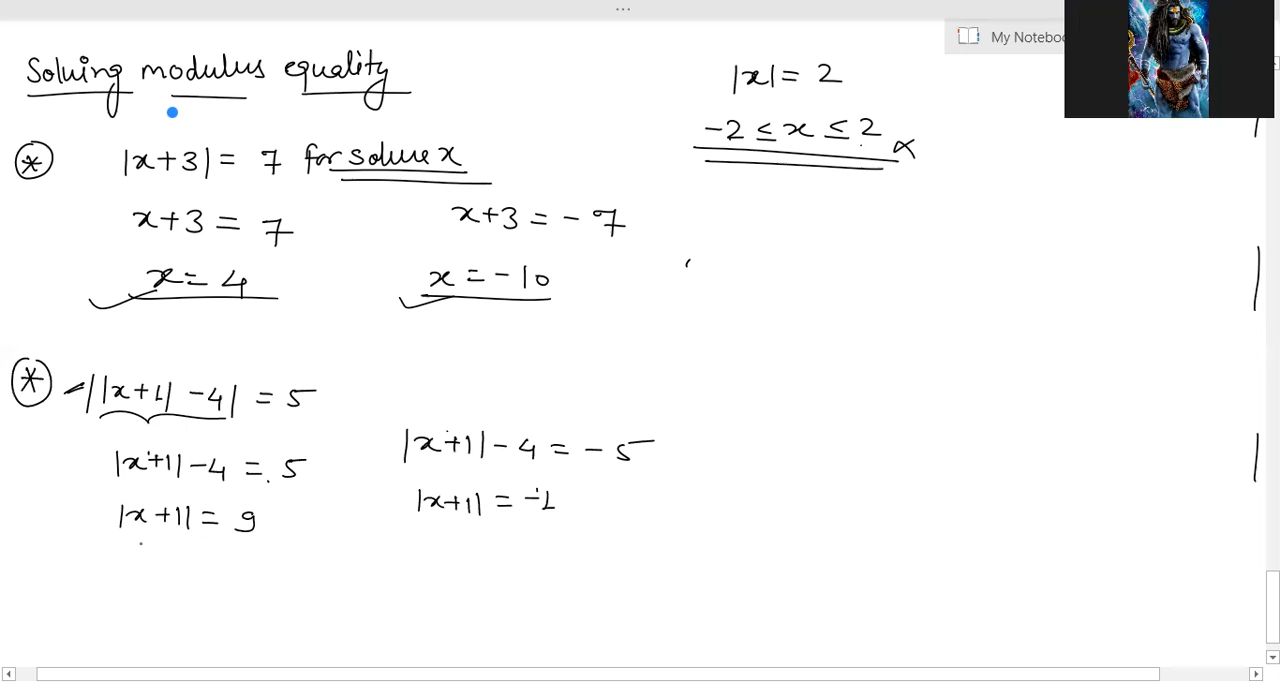 Solving modulus equality
|x+3| = 7 for solve x
x+3 = 7
x = 4
x+3 = -7
x = -10
|x| = 2
-2 ≤ x ≤ 2 ×
My Notebo
||x+1| -4| = 5
|x+1| -4 = 5
|x+1| = 9
|x+1| - 4 = -5
|x+1| = -1